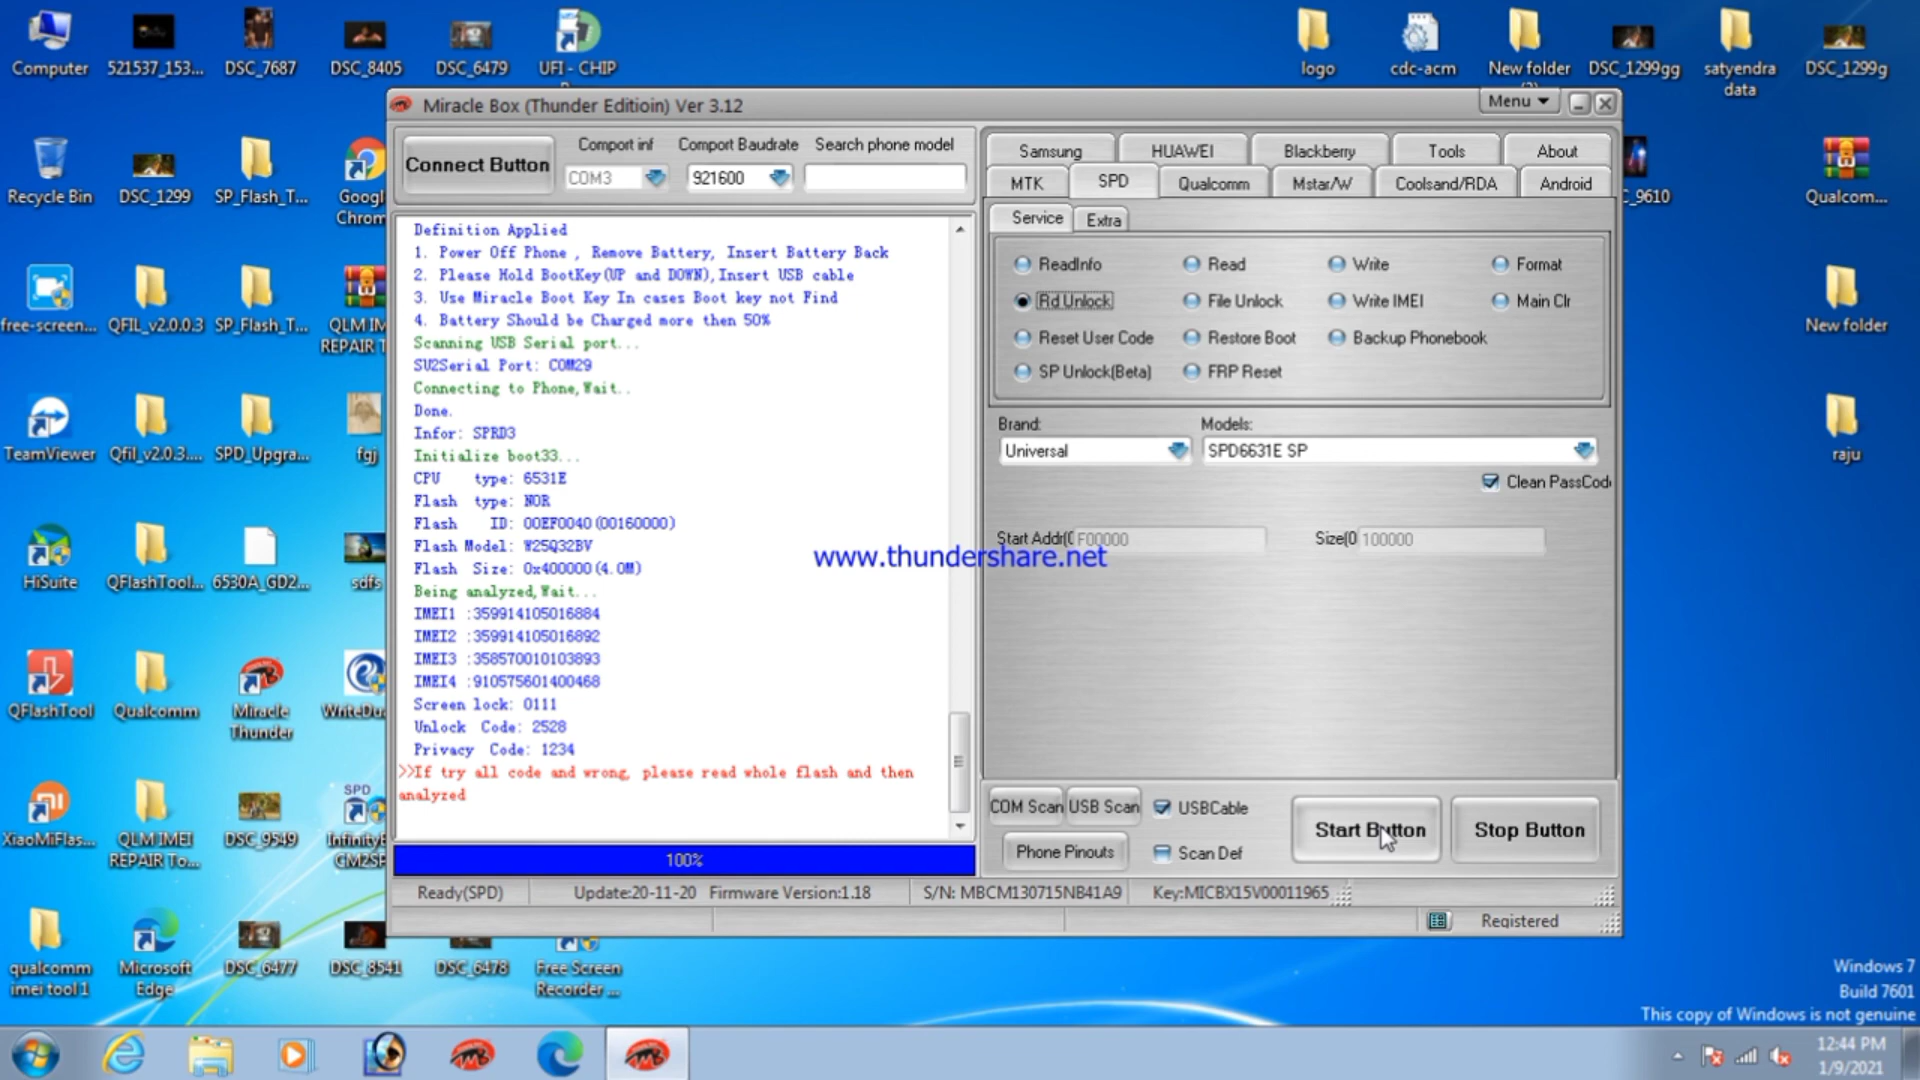 Computer
521537_153...
DSC_7687
DSC_8405
DSC_6479
UFI - CHIP
logo
cdc-acm
New folder
DSC_1299gg
satyendra
data
DSC_1299g
Recycle Bin
DSC_1299
SP_Flash_T...
Googl
Chrom
C_9610
Qualcom...
free-screen...
QFIL_v2.0.0.3
SP_Flash_T...
QLM IM
REPAIR T
New folder
TeamViewer
Qfil_v2.0.3....
SPD_Upgra...
fgj
raju
HiSuite
QFlashTool...
6530A_GD2...
sdfs
QFlashTool
Qualcomm
Miracle
Thunder
WriteDu
XiaoMiFlas...
QLM IMEI
REPAIR To...
DSC_9549
SPD
Infinity
CM2SP
qualcomm
imei tool 1
Microsoft
Edge
DSC_6477
DSC_8541
DSC_6478
Free Screen
Recorder ...
Miracle Box (Thunder Editioin) Ver 3.12
Menu
Connect Button
Comport inf
Comport Baudrate
Search phone model
COM3
921600
Definition Applied
1. Power Off Phone , Remove Battery, Insert Battery Back
2. Please Hold BootKey(UP and DOWN),Insert USB cable
3. Use Miracle Boot Key In cases Boot key not Find
4. Battery Should be Charged more then 50%
Scanning USB Serial port...
SU2Serial Port: COM29
Connecting to Phone,Wait..
Done.
Infor: SPRD3
Initialize boot33...
CPU type: 6531E
Flash type: NOR
Flash ID: 00EF0040(00160000)
Flash Model: W25Q32BV
Flash Size: 0x400000(4.0M)
Being analyzed,Wait...
IMEI1 :359914105016884
IMEI2 :359914105016892
IMEI3 :358570010103893
IMEI4 :910575601400468
Screen lock: 0111
Unlock Code: 2528
Privacy Code: 1234
>>If try all code and wrong, please read whole flash and then
analyzed
100%
Samsung
HUAWEI
Blackberry
Tools
About
MTK
SPD
Qualcomm
Mstar/W
Coolsand/RDA
Android
Service
Extra
ReadInfo
Read
Write
Format
Rd Unlock
File Unlock
Write IMEI
Main Clr
Reset User Code
Restore Boot
Backup Phonebook
SP Unlock(Beta)
FRP Reset
Brand:
Models:
Universal
SPD6631E SP
Clean PassCod
Start Addr(
F00000
Size(0
100000
www.thundershare.net
COM Scan
USB Scan
USBCable
Start Button
Stop Button
Phone Pinouts
Scan Def
Ready(SPD)
Update:20-11-20 Firmware Version:1.18
S/N: MBCM130715NB41A9
Key:MICBX15V00011965
Registered
Windows 7
Build 7601
This copy of Windows is not genuine
12:44 PM
1/9/2021